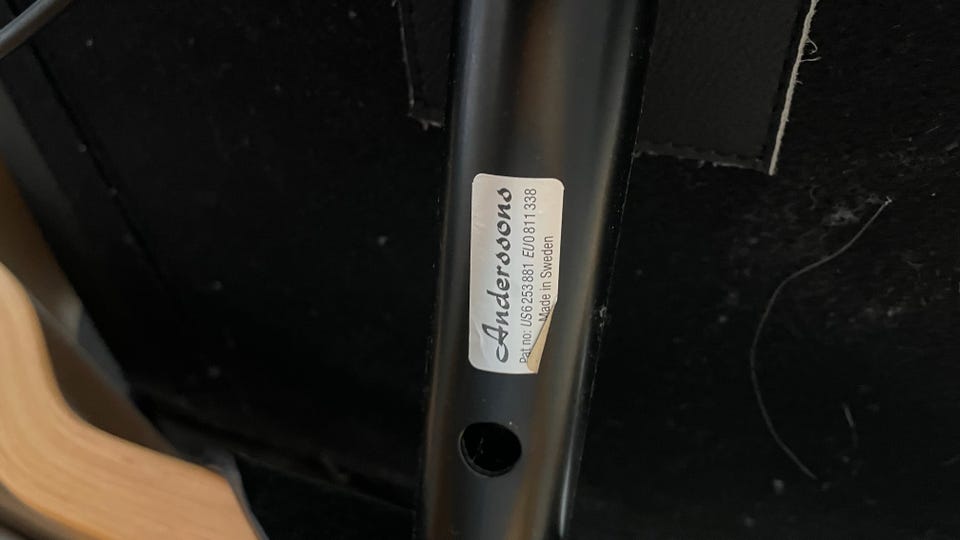 Anderssons
Pat no: US6253881 EU0811338
Made in Sweden